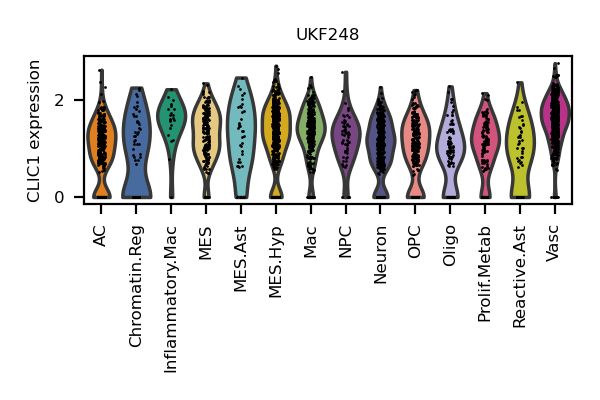 UKF248
CLIC1 expression
2
0
AC
Chromatin.Reg
Inflammatory.Mac
MES
MES.Ast
MES.Hyp
Mac
NPC
Neuron
OPC
Oligo
Prolif.Metab
Reactive.Ast
Vasc